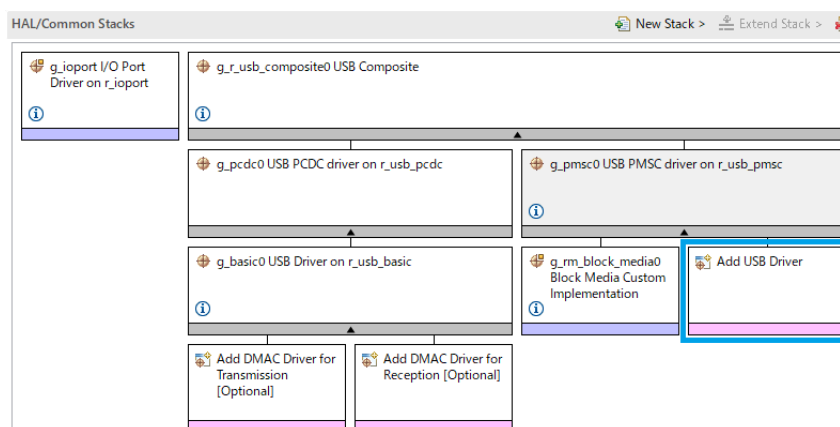 HAL/Common Stacks
New Stack >
Extend Stack >
g_ioport I/O Port
Driver on r_ioport
g_r_usb_composite0 USB Composite
g_pcdc0 USB PCDC driver on r_usb_pcdc
g_pmsc0 USB PMSC driver on r_usb_pmsc
g_basic0 USB Driver on r_usb_basic
g_rm_block_media0
Block Media Custom
Implementation
Add USB Driver
Add DMAC Driver for
Transmission
[Optional]
Add DMAC Driver for
Reception [Optional]